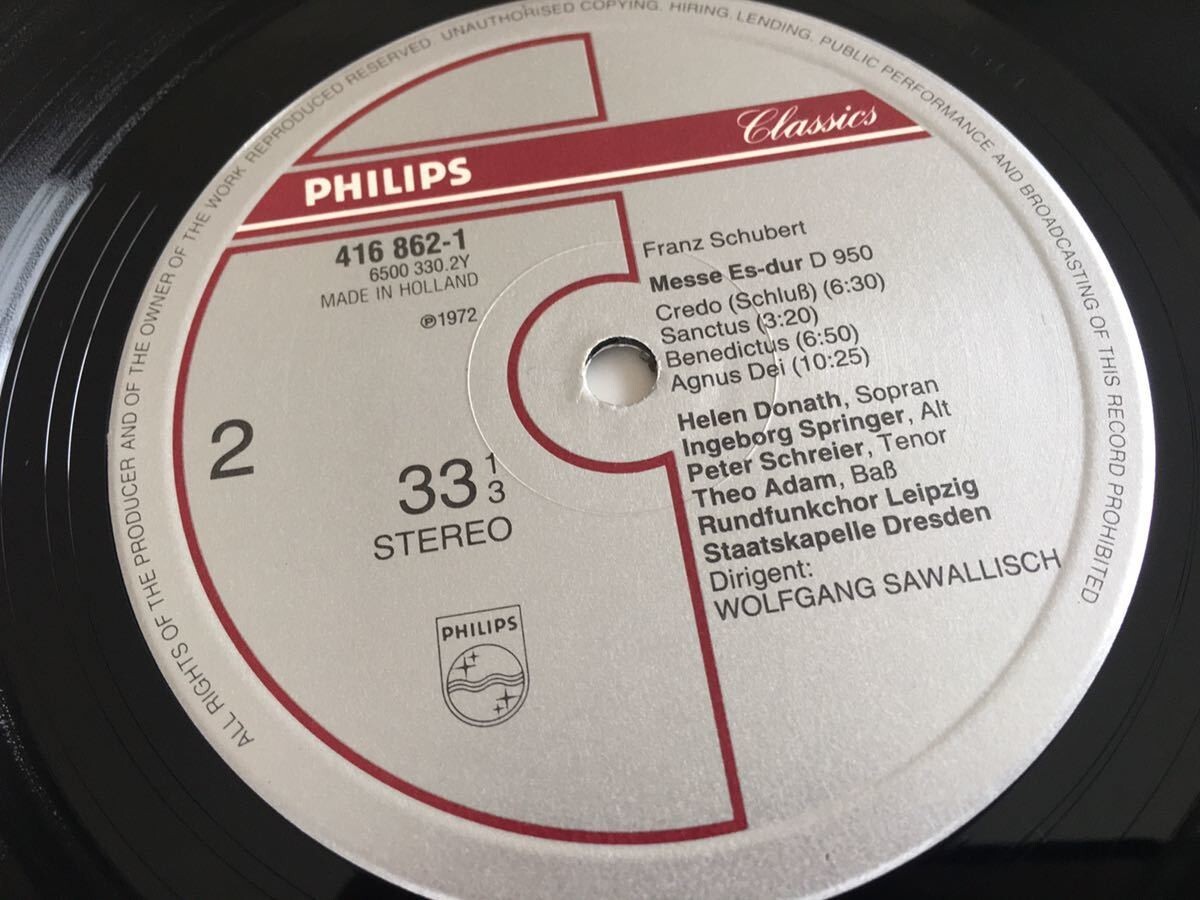 ALL RIGHTS OF THE PRODUCER AND OF THE OWNER OF THE WORK REPRODUCED RESERVED. UNAUTHORISED COPYING. HIRING. LENDING. PUBLIC PERFORMANCE AND BROADCASTING OF THIS RECORD PROHIBITED.
PHILIPS Classics
416 862-1
6500 330.2Y
MADE IN HOLLAND
℗1972
2
33 1/3
STEREO
PHILIPS
Franz Schubert
Messe Es-dur D 950
Credo (Schluß) (6:30)
Sanctus (3:20)
Benedictus (6:50)
Agnus Dei (10:25)
Helen Donath, Sopran
Ingeborg Springer, Alt
Peter Schreier, Tenor
Theo Adam, Baß
Rundfunkchor Leipzig
Staatskapelle Dresden
Dirigent:
WOLFGANG SAWALLISCH